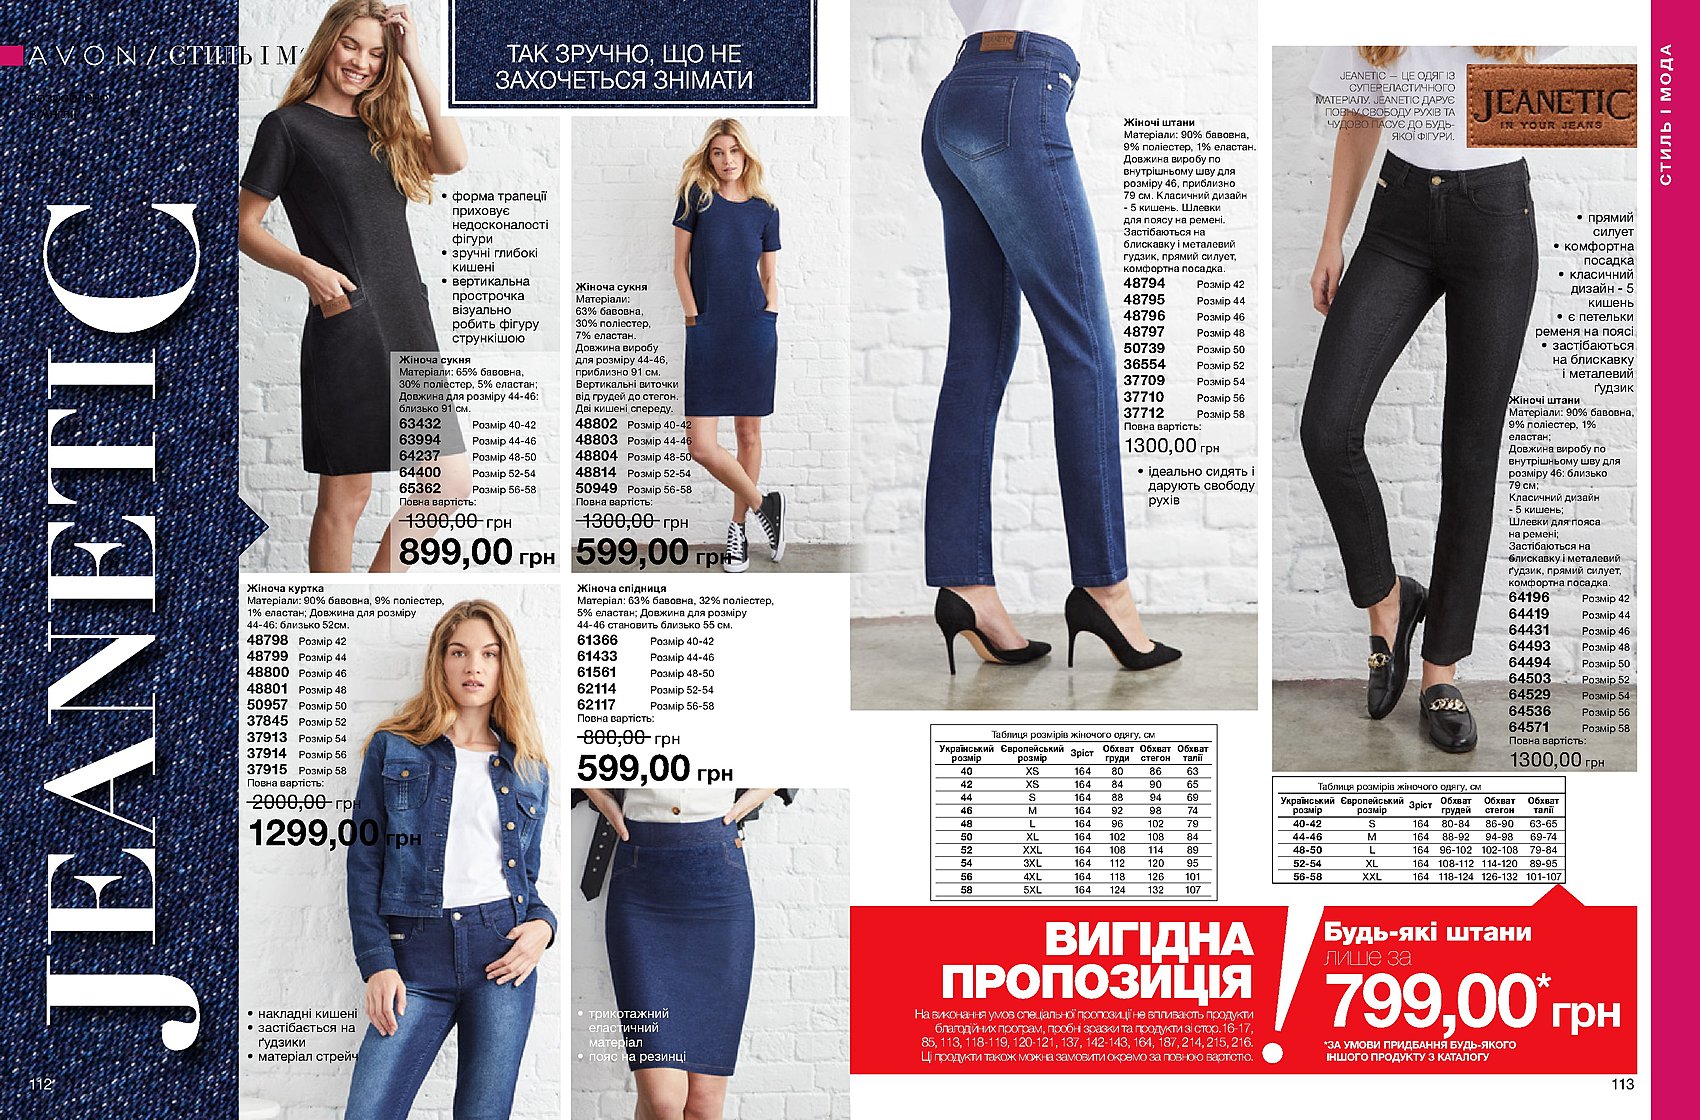 AVON
СТИЛЬ І М
JEANETIC
ТАК ЗРУЧНО, ЩО НЕ
ЗАХОЧЕТЬСЯ ЗНІМАТИ
• форма трапеції
приховує
недосконалості
фігури
• зручні глибокі
кишені
• вертикальна
прострочка
візуально
робить фігуру
стрункішою
Жіноча сукня
Матеріали: 65% бавовна,
30% поліестер, 5% еластан;
Довжина для розміру 44-46:
близько 91 см.
63432 Розмір 40-42
63994 Розмір 44-46
64237 Розмір 48-50
64400 Розмір 52-54
65362 Розмір 56-58
Повна вартість:
1300,00 грн
899,00 грн
Жіноча сукня
Матеріали:
63% бавовна,
30% поліестер,
7% еластан.
Довжина виробу
для розміру 44-46,
приблизно 91 см.
Вертикальні виточки
від грудей до стегон.
Дві кишені спереду.
48802 Розмір 40-42
48803 Розмір 44-46
48804 Розмір 48-50
48814 Розмір 52-54
50949 Розмір 56-58
Повна вартість:
1300,00 грн
599,00 грн
Жіноча куртка
Матеріали: 90% бавовна, 9% поліестер,
1% еластан; Довжина для розміру
44-46: близько 52см.
48798 Розмір 42
48799 Розмір 44
48800 Розмір 46
48801 Розмір 48
50957 Розмір 50
37845 Розмір 52
37913 Розмір 54
37914 Розмір 56
37915 Розмір 58
Повна вартість:
2000,00 грн
1299,00 грн
• накладні кишені
• застібається на
ґудзики
• матеріал стрейч
Жіноча спідниця
Матеріал: 63% бавовна, 32% поліестер,
5% еластан; Довжина для розміру
44-46 становить близько 55 см.
61366 Розмір 40-42
61433 Розмір 44-46
61561 Розмір 48-50
62114 Розмір 52-54
62117 Розмір 56-58
Повна вартість:
800,00 грн
599,00 грн
• трикотажний
еластичний
матеріал
• пояс на резинці
112
Жіночі штани
Матеріали: 90% бавовна,
9% поліестер, 1% еластан.
Довжина виробу по
внутрішньому шву для
розміру 46, приблизно
79 см. Класичний дизайн
- 5 кишень. Шлевки
для поясу на ремені.
Застібаються на
блискавку і металевий
гудзик, прямий силует,
комфортна посадка.
48794 Розмір 42
48795 Розмір 44
48796 Розмір 46
48797 Розмір 48
50739 Розмір 50
36554 Розмір 52
37709 Розмір 54
37710 Розмір 56
37712 Розмір 58
Повна вартість:
1300,00 грн
• ідеально сидять і
дарують свободу
рухів
JEANETIC — ЦЕ ОДЯГ ІЗ
СУПЕРЕЛАСТИЧНОГО
МАТЕРІАЛУ. JEANETIC ДАРУЄ
ПОВНУ СВОБОДУ РУХІВ ТА
ЧУДОВО ПАСУЄ ДО БУДЬ-
ЯКОЇ ФІГУРИ.
JEANETIC
IN YOUR JEANS
СТИЛЬ І МОДА
• прямий
силует
• комфортна
посадка
• класичний
дизайн - 5
кишень
• є петельки
ременя на поясі
• застібаються
на блискавку
і металевий
ґудзик
Жіночі штани
Матеріали: 90% бавовна,
9% поліестер, 1%
еластан;
Довжина виробу по
внутрішньому шву для
розміру 46: близько
79 см;
Класичний дизайн
- 5 кишень;
Шлевки для пояса
на ремені;
Застібаються на
блискавку і металевий
ґудзик, прямий силует,
комфортна посадка.
64196 Розмір 42
64419 Розмір 44
64431 Розмір 46
64493 Розмір 48
64494 Розмір 50
64503 Розмір 52
64529 Розмір 54
64536 Розмір 56
64571 Розмір 58
Повна вартість:
1300,00 грн
Таблиця розмірів жіночого одягу, см
Український Європейський Зріст Обхват Обхват Обхват
розмір розмір груди стегон талії
40 XS 164 80 86 63
42 XS 164 84 90 65
44 S 164 88 94 69
46 M 164 92 98 74
48 L 164 96 102 79
50 XL 164 102 108 84
52 XXL 164 108 114 89
54 3XL 164 112 120 95
56 4XL 164 118 126 101
58 5XL 164 124 132 107
Таблиця розмірів жіночого одягу, см
Український Європейський Зріст Обхват Обхват Обхват
розмір розмір грудей стегон талії
40-42 S 164 80-84 86-90 63-65
44-46 M 164 88-92 94-98 69-74
48-50 L 164 96-102 102-108 79-84
52-54 XL 164 108-112 114-120 89-95
56-58 XXL 164 118-124 126-132 101-107
ВИГІДНА
ПРОПОЗИЦІЯ!
На виконання умов спеціальної пропозиції не впливають продукти
благодійних програм, пробні зразки та продукти зі стор.16-17,
85, 113, 118-119, 120-121, 137, 142-143, 164, 187, 214, 215, 216.
Ці продукти також можна замовити окремо за повною вартістю.
Будь-які штани
лише за
799,00* грн
*ЗА УМОВИ ПРИДБАННЯ БУДЬ-ЯКОГО
ІНШОГО ПРОДУКТУ З КАТАЛОГУ
113